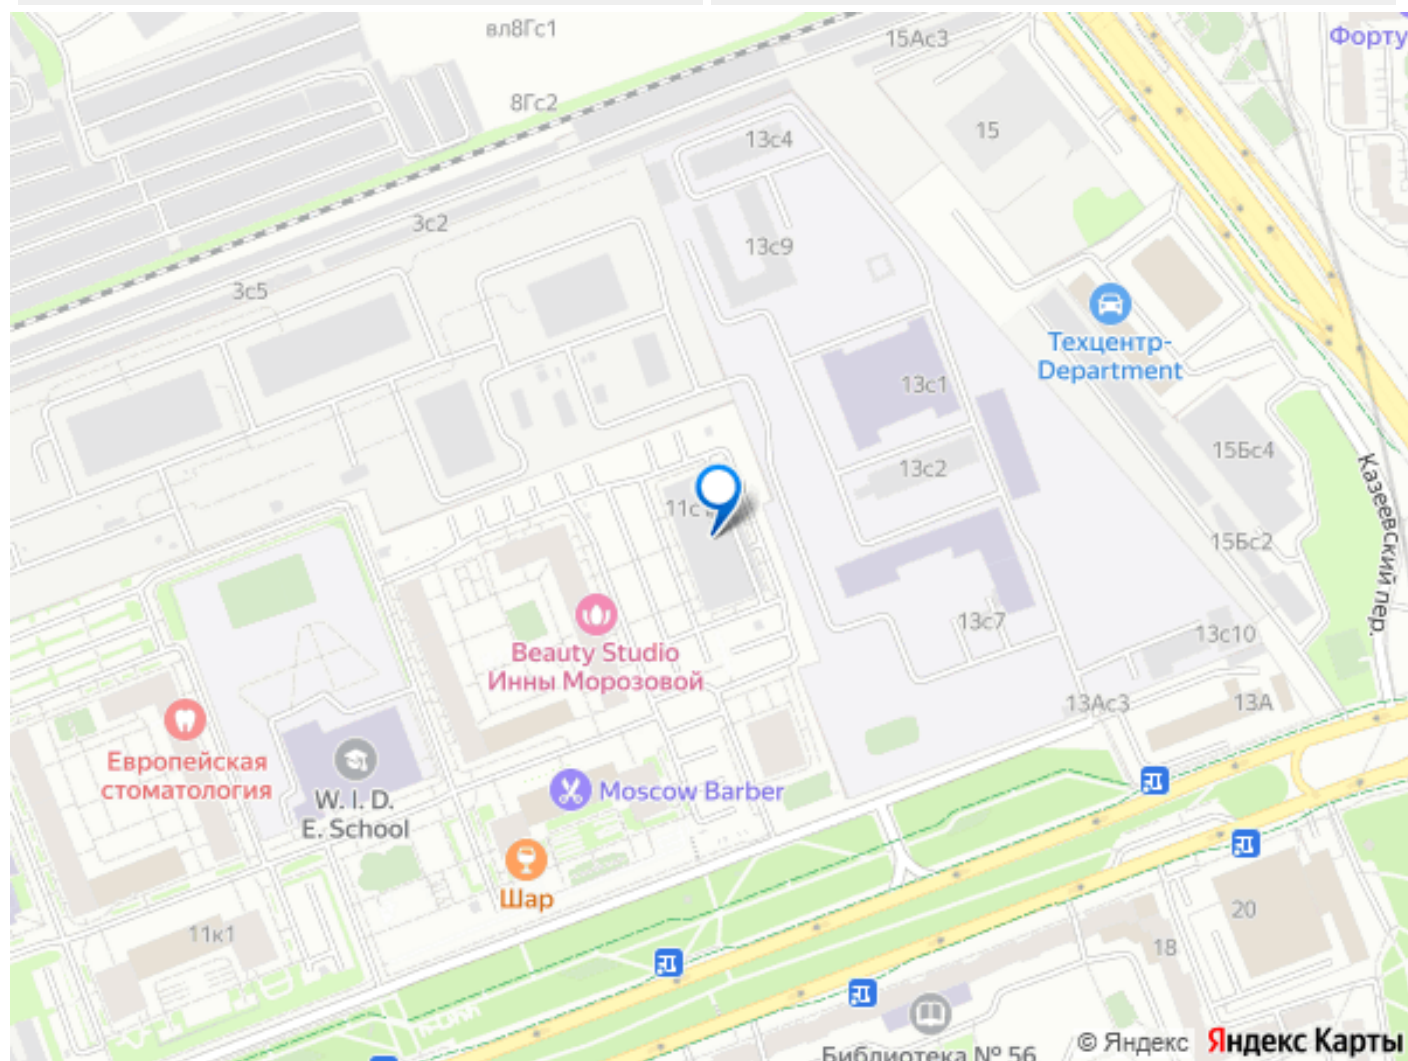 вл8Гс1
15Ас3
Форту
8Гс2
15
13с4
3с2
13с9
3с5
Техцентр-
Department
13с1
15Бс4
13с2
Казеевский пер.
11с
15Бс2
13с7
13с10
Beauty Studio
Инны Морозовой
13Ас3
13А
Европейская
стоматология
W. I. D.
E. School
Moscow Barber
Шар
20
11к1
18
Библиотека № 56
© Яндекс Яндекс Карты